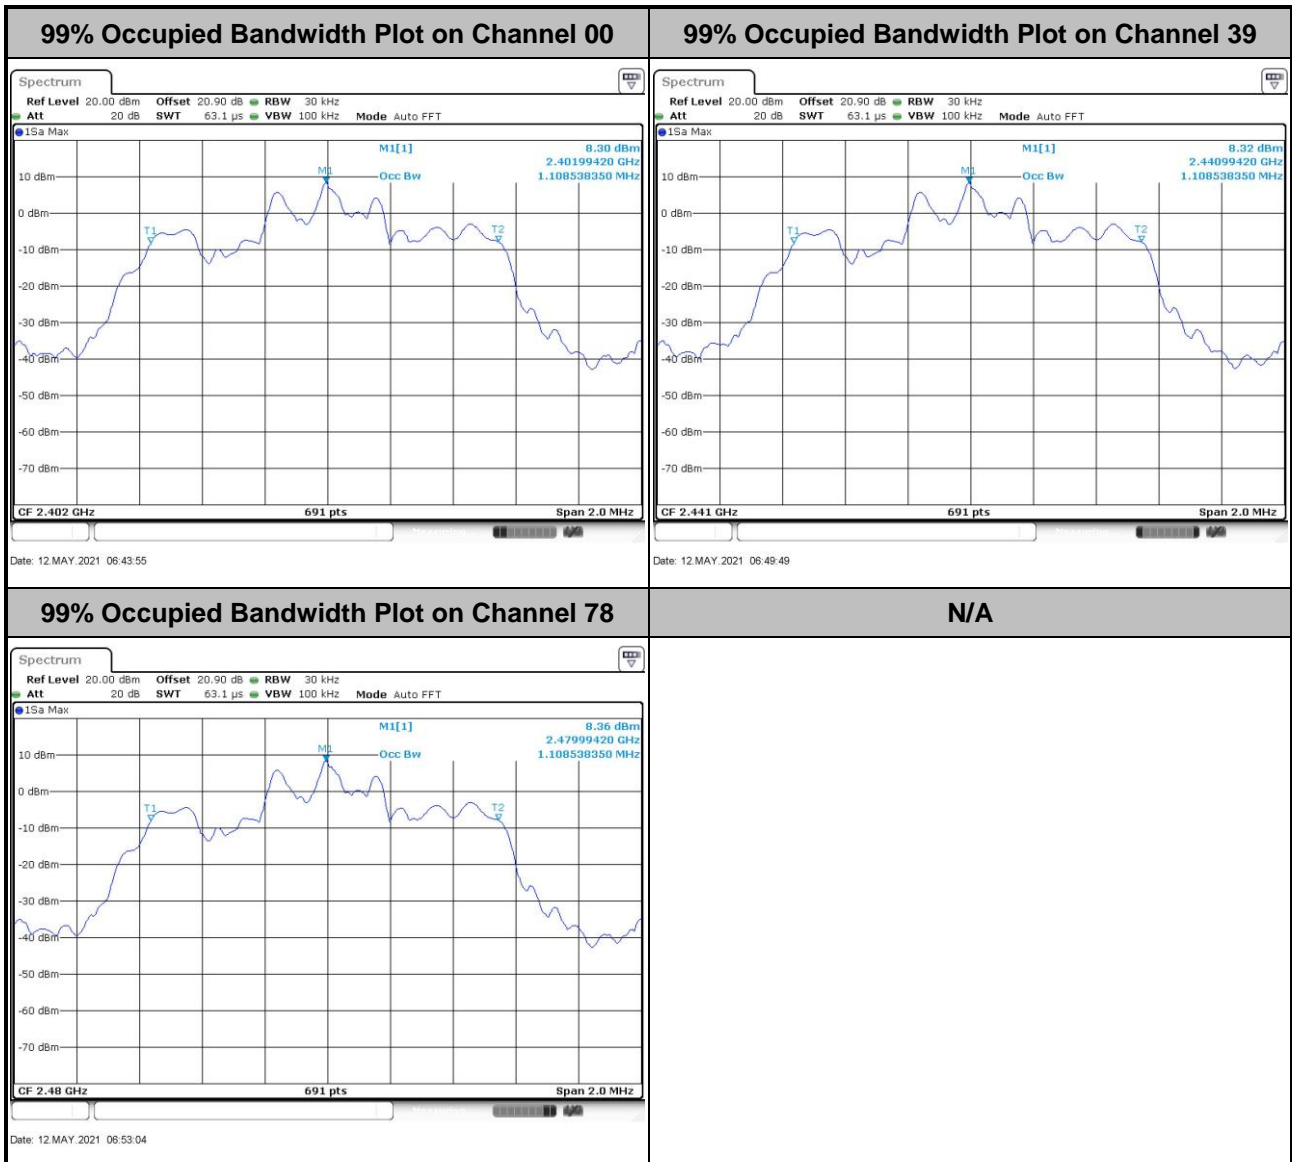 99% Occupied Bandwidth Plot on Channel 00
99% Occupied Bandwidth Plot on Channel 39
Spectrum
Ref Level 20.00 dBm Offset 20.90 dB RBW 30 kHz
Att 20 dB SWT 63.1 µs VBW 100 kHz Mode Auto FFT
1Sa Max
M1[1] 8.30 dBm
2.40199420 GHz
Occ Bw 1.108538350 MHz
M1
T1
T2
10 dBm
0 dBm
-10 dBm
-20 dBm
-30 dBm
-40 dBm
-50 dBm
-60 dBm
-70 dBm
CF 2.402 GHz 691 pts Span 2.0 MHz
Date: 12.MAY.2021 06:43:55
Spectrum
Ref Level 20.00 dBm Offset 20.90 dB RBW 30 kHz
Att 20 dB SWT 63.1 µs VBW 100 kHz Mode Auto FFT
1Sa Max
M1[1] 8.32 dBm
2.44099420 GHz
Occ Bw 1.108538350 MHz
M1
T1
T2
10 dBm
0 dBm
-10 dBm
-20 dBm
-30 dBm
-40 dBm
-50 dBm
-60 dBm
-70 dBm
CF 2.441 GHz 691 pts Span 2.0 MHz
Date: 12.MAY.2021 06:49:49
99% Occupied Bandwidth Plot on Channel 78
N/A
Spectrum
Ref Level 20.00 dBm Offset 20.90 dB RBW 30 kHz
Att 20 dB SWT 63.1 µs VBW 100 kHz Mode Auto FFT
1Sa Max
M1[1] 8.36 dBm
2.47999420 GHz
Occ Bw 1.108538350 MHz
M1
T1
T2
10 dBm
0 dBm
-10 dBm
-20 dBm
-30 dBm
-40 dBm
-50 dBm
-60 dBm
-70 dBm
CF 2.48 GHz 691 pts Span 2.0 MHz
Date: 12.MAY.2021 06:53:04